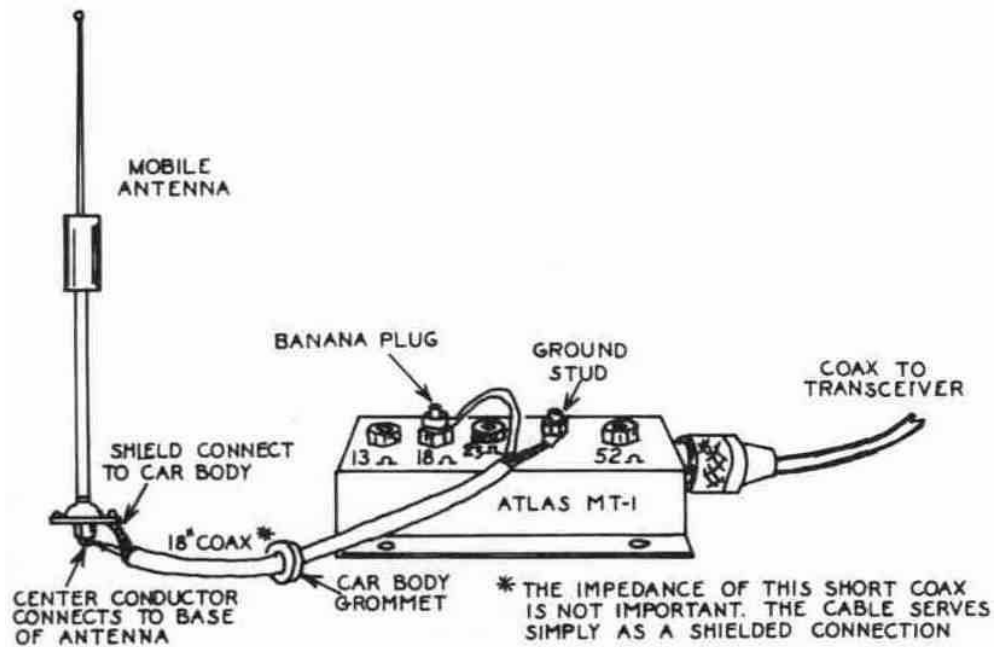 MOBILE
ANTENNA
BANANA PLUG
GROUND
STUD
COAX TO
TRANSCEIVER
SHIELD CONNECT
TO CAR BODY
13 Ω
18 Ω
23 Ω
52 Ω
ATLAS MT-1
18" COAX *
CAR BODY
GROMMET
CENTER CONDUCTOR
CONNECTS TO BASE
OF ANTENNA
* THE IMPEDANCE OF THIS SHORT COAX
IS NOT IMPORTANT. THE CABLE SERVES
SIMPLY AS A SHIELDED CONNECTION